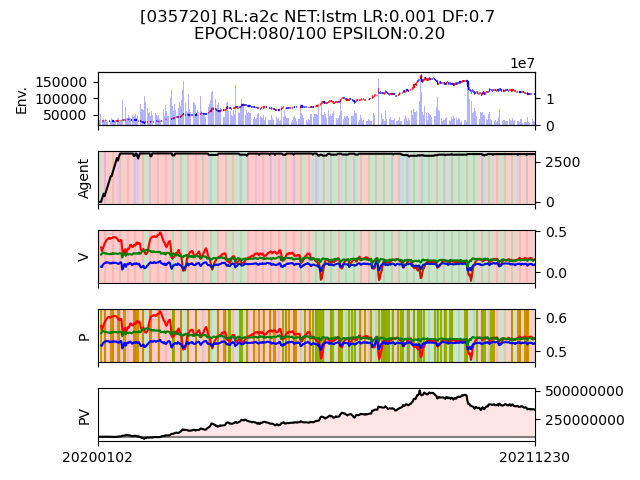 [035720] RL:a2c NET:lstm LR:0.001 DF:0.7
EPOCH:080/100 EPSILON:0.20
1e7
Env.
150000
100000
50000
1
0
Agent
2500
0
V
0.5
0.0
P
0.6
0.5
PV
500000000
250000000
20200102
20211230